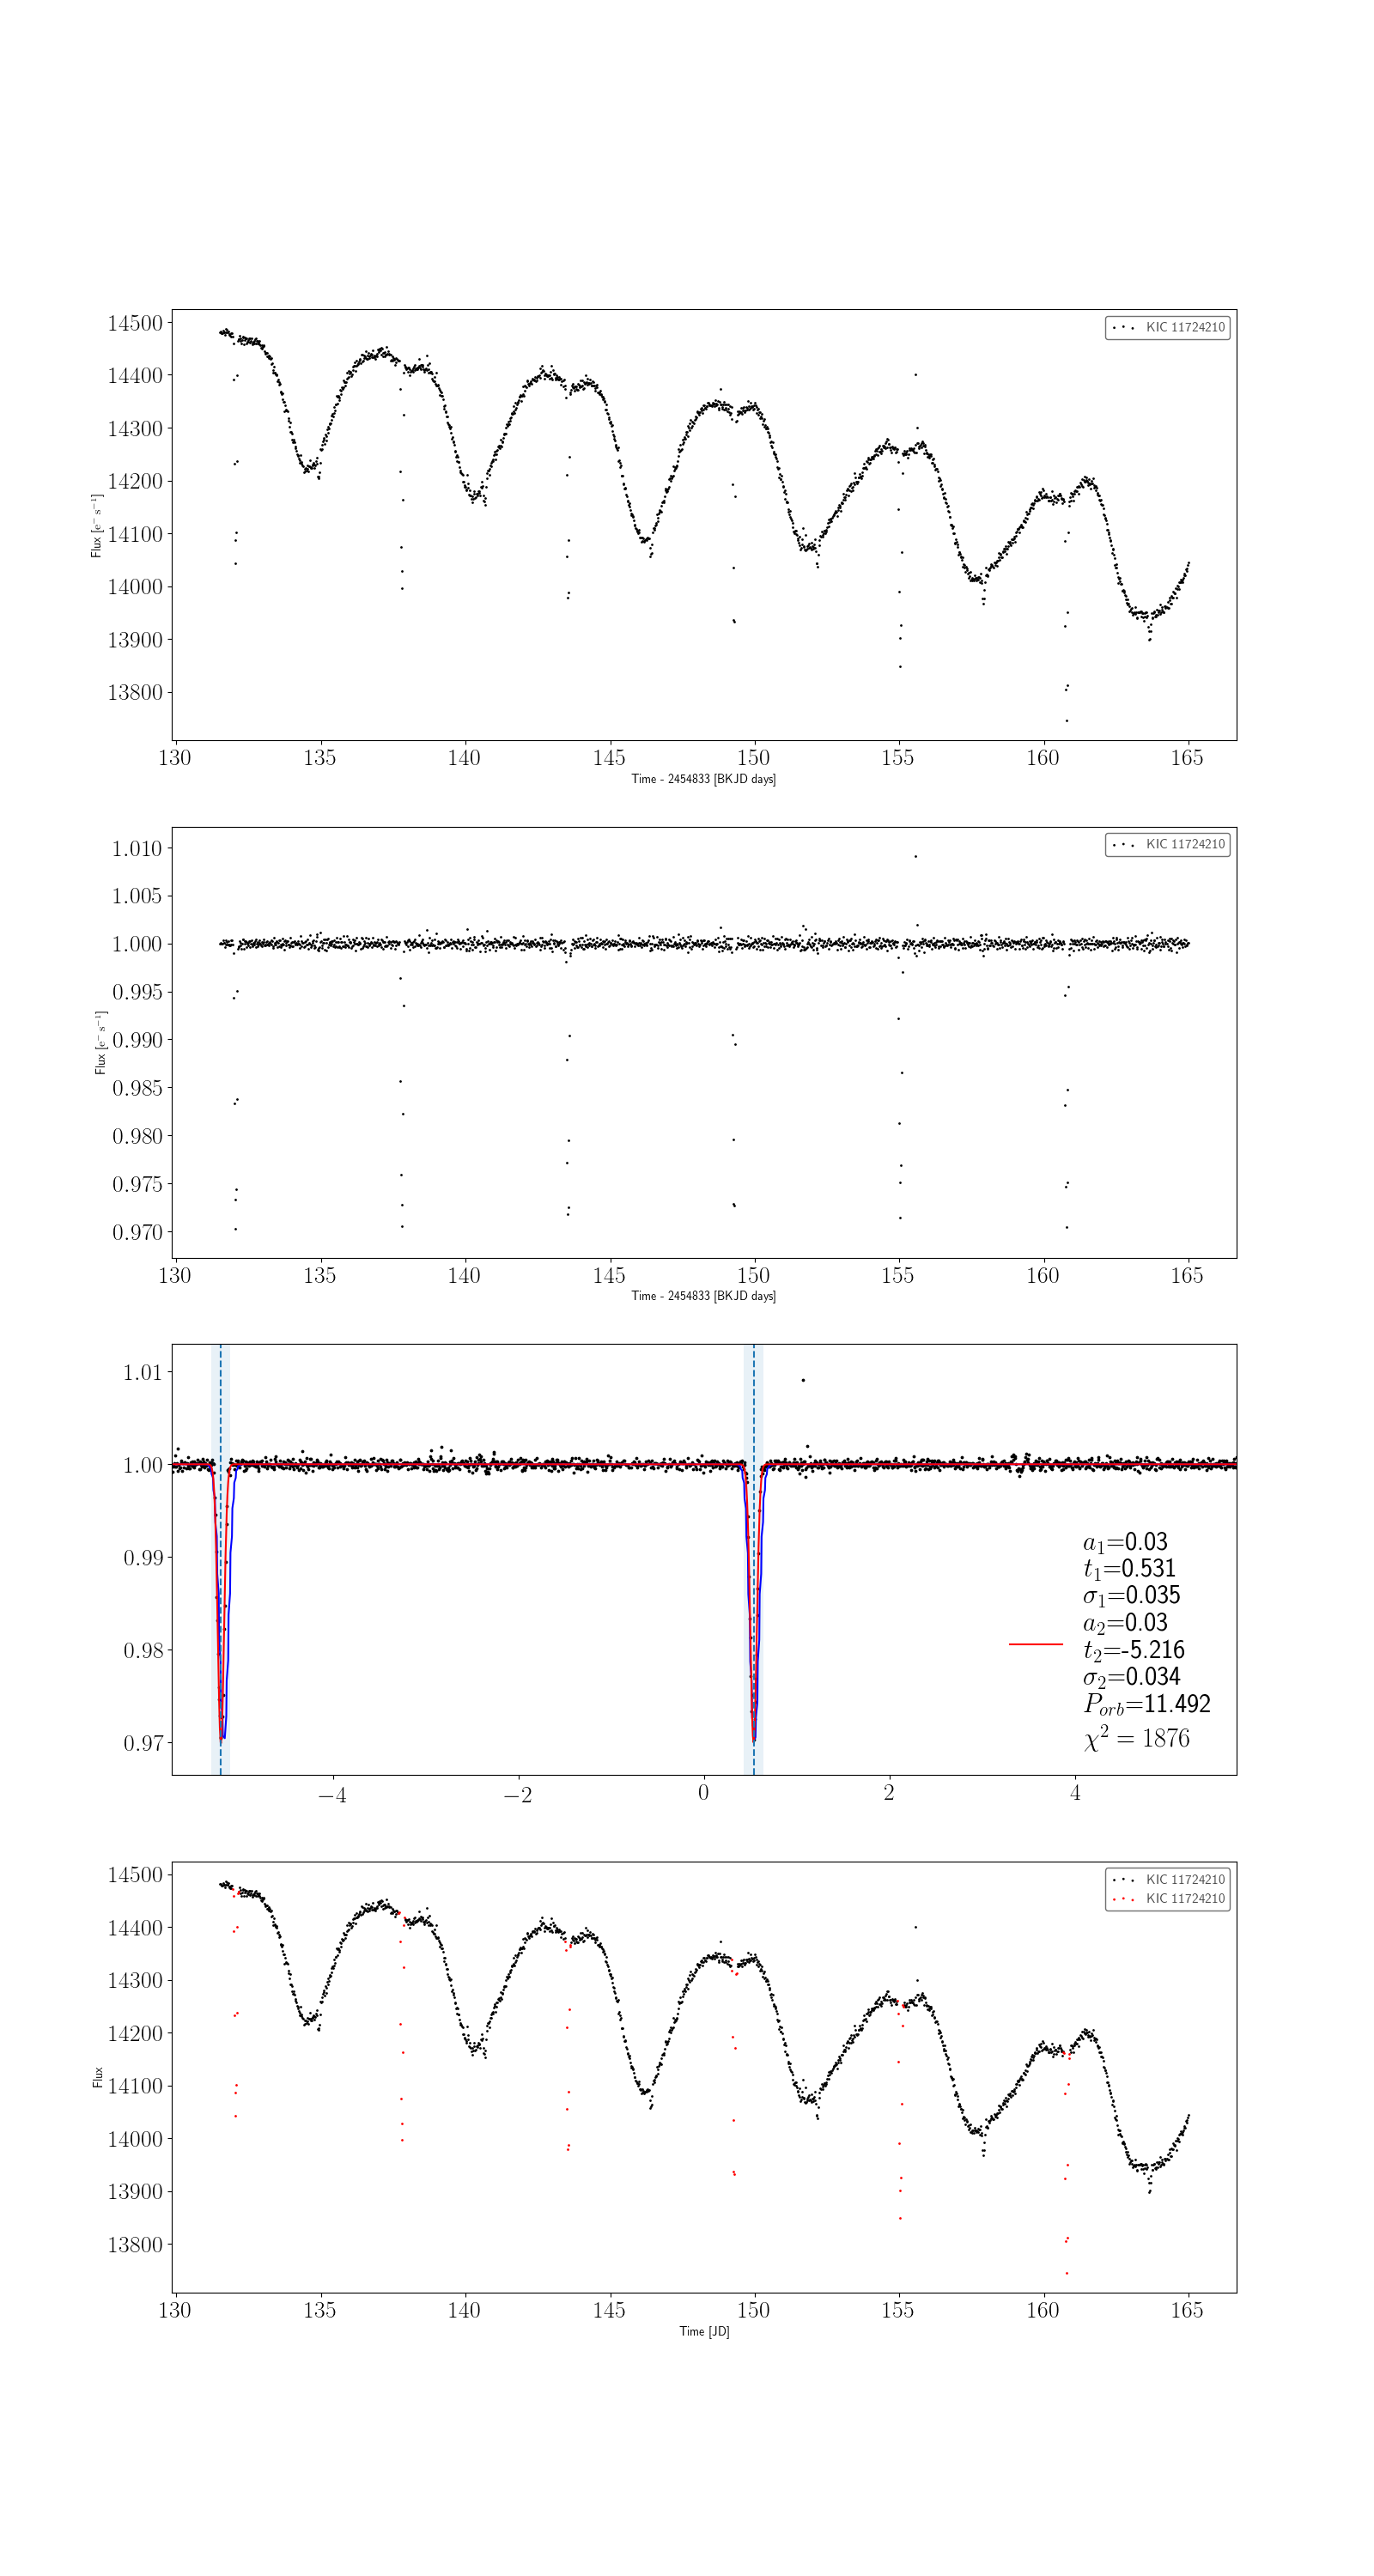 14500
14400
14300
14200
14100
14000
13900
13800
Flux [e⁻ s⁻¹]
KIC 11724210
130 135 140 145 150 155 160 165
Time - 2454833 [BKJD days]
1.010
1.005
1.000
0.995
0.990
0.985
0.980
0.975
0.970
Flux [e⁻ s⁻¹]
KIC 11724210
130 135 140 145 150 155 160 165
Time - 2454833 [BKJD days]
1.01
1.00
0.99
0.98
0.97
a₁=0.03
t₁=0.531
σ₁=0.035
a₂=0.03
t₂=-5.216
σ₂=0.034
P_orb=11.492
χ² = 1876
−4 −2 0 2 4
14500
14400
14300
14200
14100
14000
13900
13800
Flux
KIC 11724210
KIC 11724210
130 135 140 145 150 155 160 165
Time [JD]